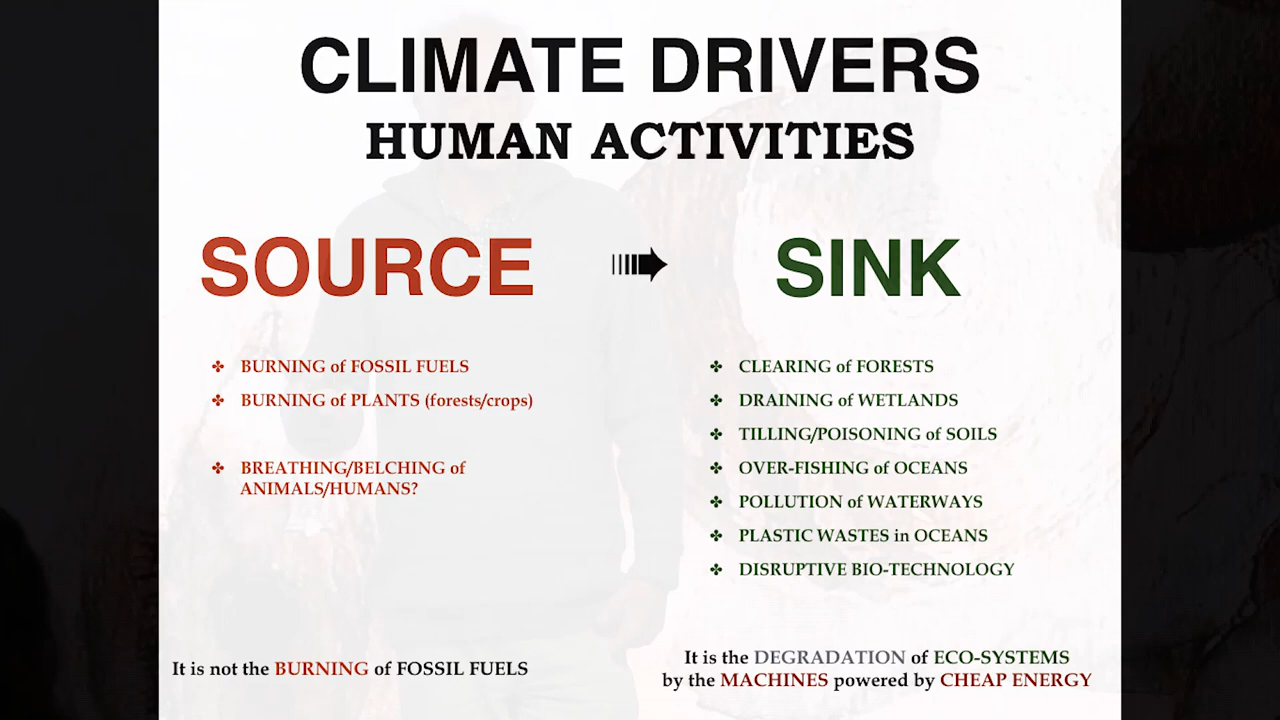 CLIMATE DRIVERS
HUMAN ACTIVITIES
SOURCE
BURNING of FOSSIL FUELS
BURNING of PLANTS (forests/crops)
BREATHING/BELCHING of
ANIMALS/HUMANS?
It is not the BURNING of FOSSIL FUELS
SINK
CLEARING of FORESTS
DRAINING of WETLANDS
TILLING/POISONING of SOILS
OVER-FISHING of OCEANS
POLLUTION of WATERWAYS
PLASTIC WASTES in OCEANS
DISRUPTIVE BIO-TECHNOLOGY
It is the DEGRADATION of ECO-SYSTEMS
by the MACHINES powered by CHEAP ENERGY